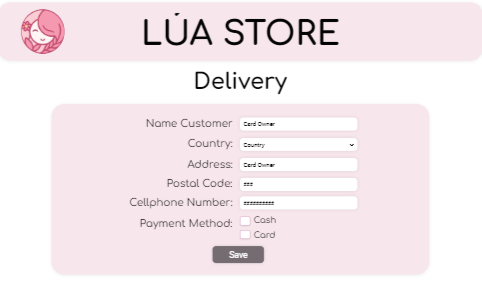 LÚA STORE
Delivery
Name Customer Card Owner
Country: Country
Address: Card Owner
Postal Code: ###
Cellphone Number: ##########
Payment Method: Cash
Card
Save